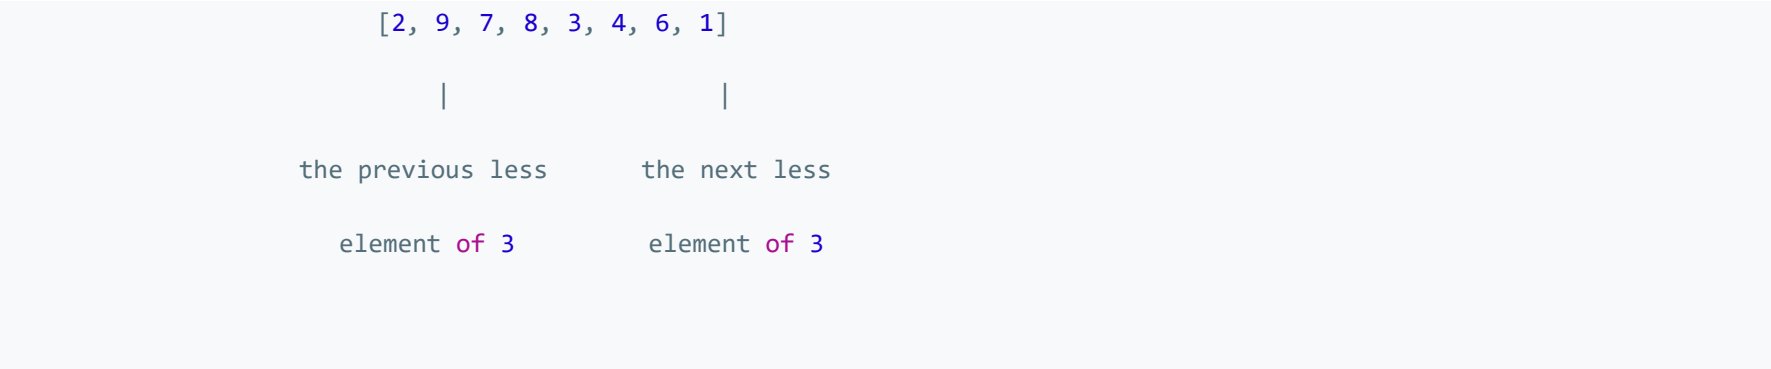 [2, 9, 7, 8, 3, 4, 6, 1]
| |
the previous less the next less
element of 3 element of 3